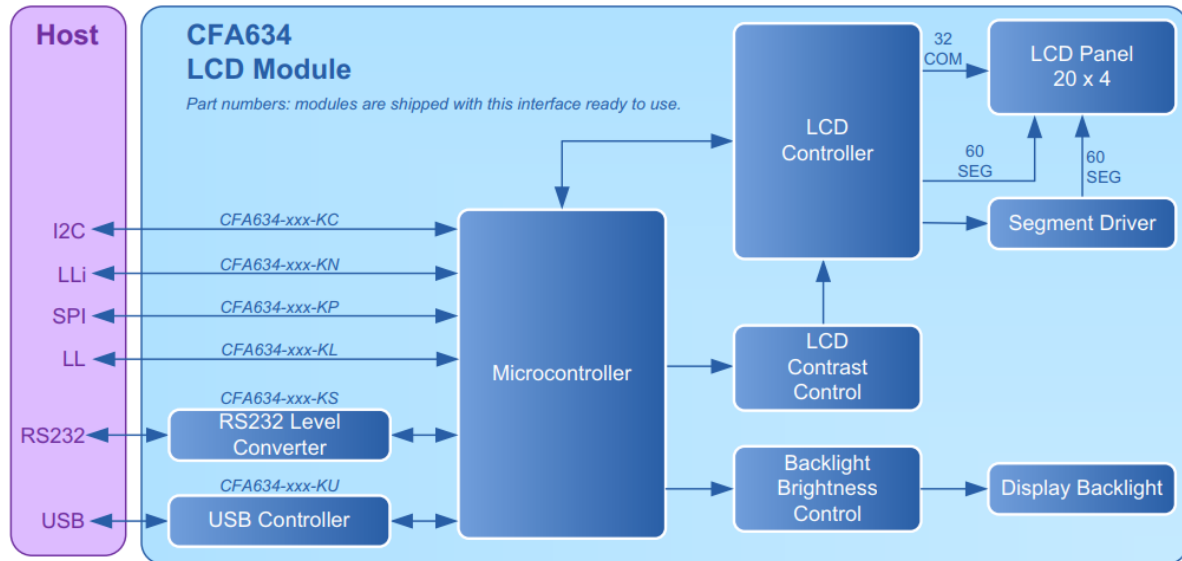 Host
CFA634
LCD Module
Part numbers: modules are shipped with this interface ready to use.
I2C
CFA634-xxx-KC
LLi
CFA634-xxx-KN
SPI
CFA634-xxx-KP
LL
CFA634-xxx-KL
CFA634-xxx-KS
RS232
RS232 Level
Converter
CFA634-xxx-KU
USB
USB Controller
Microcontroller
LCD
Controller
32
COM
LCD Panel
20 x 4
60
SEG
60
SEG
Segment Driver
LCD
Contrast
Control
Backlight
Brightness
Control
Display Backlight